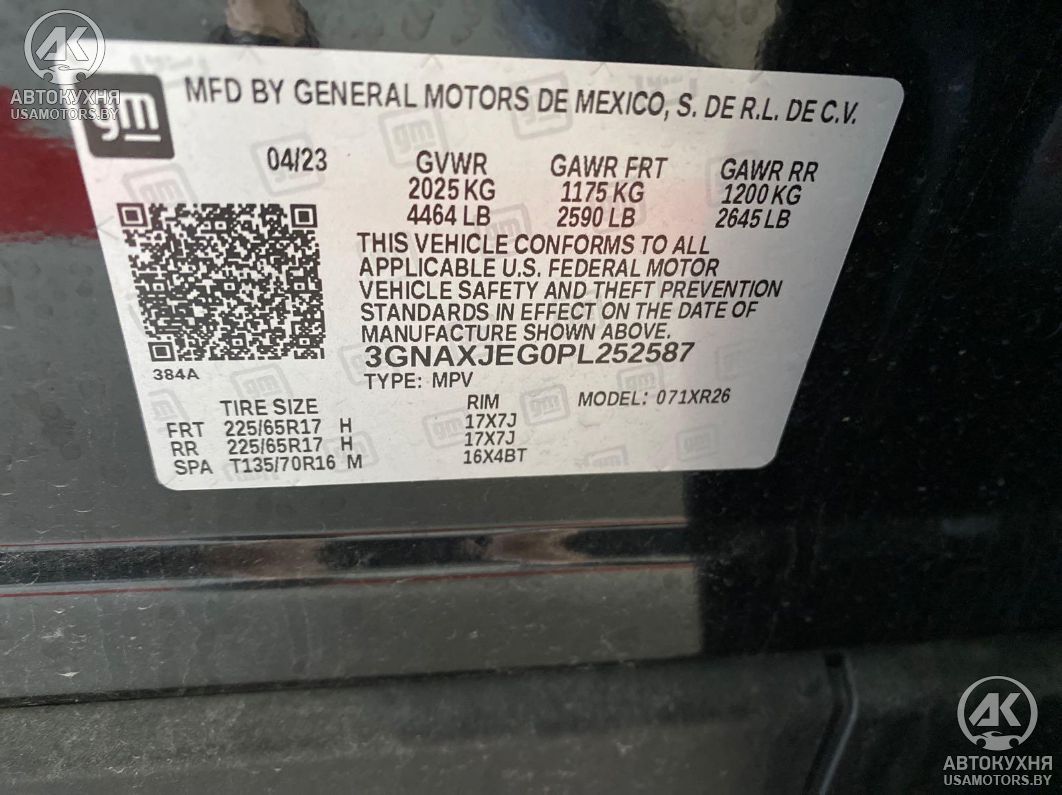 АВТОКУХНЯ
USAMOTORS.BY
gm
MFD BY GENERAL MOTORS DE MEXICO, S. DE R.L. DE C.V.
04/23 GVWR GAWR FRT GAWR RR
2025 KG 1175 KG 1200 KG
4464 LB 2590 LB 2645 LB
THIS VEHICLE CONFORMS TO ALL
APPLICABLE U.S. FEDERAL MOTOR
VEHICLE SAFETY AND THEFT PREVENTION
STANDARDS IN EFFECT ON THE DATE OF
MANUFACTURE SHOWN ABOVE.
3GNAXJEG0PL252587
384A
TYPE: MPV
MODEL: 071XR26
TIRE SIZE RIM
FRT 225/65R17 H 17X7J
RR 225/65R17 H 17X7J
SPA T135/70R16 M 16X4BT
АК
АВТОКУХНЯ
USAMOTORS.BY